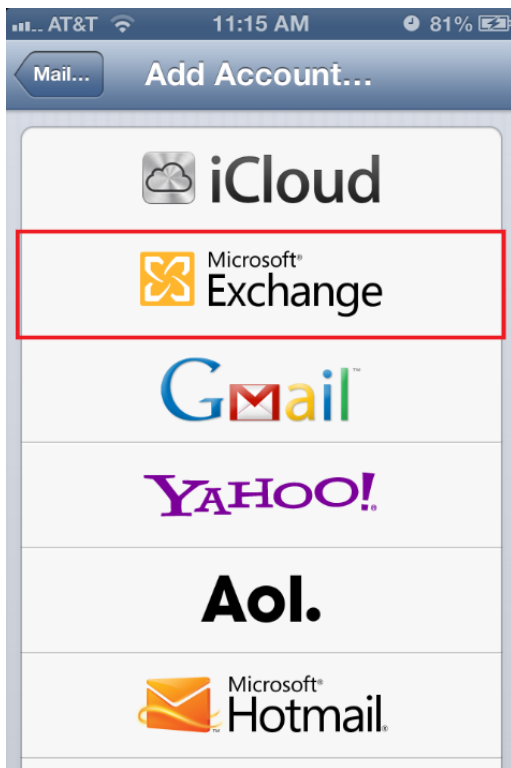 AT&T 11:15 AM 81%
Mail... Add Account...
iCloud
Microsoft®
Exchange
Gmail™
YAHOO!®
Aol.
Microsoft®
Hotmail®